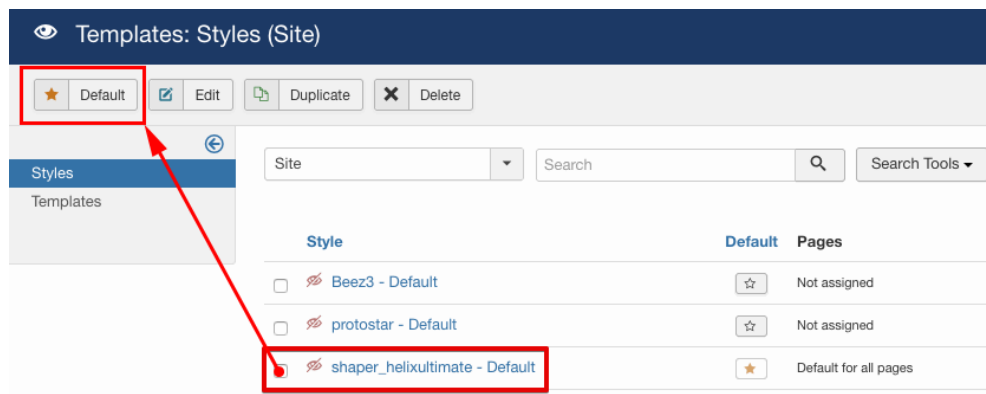 Templates: Styles (Site)
Default Edit Duplicate Delete
Styles
Templates
Site Search Search Tools
Style Default Pages
Beez3 - Default Not assigned
protostar - Default Not assigned
shaper_helixultimate - Default Default for all pages